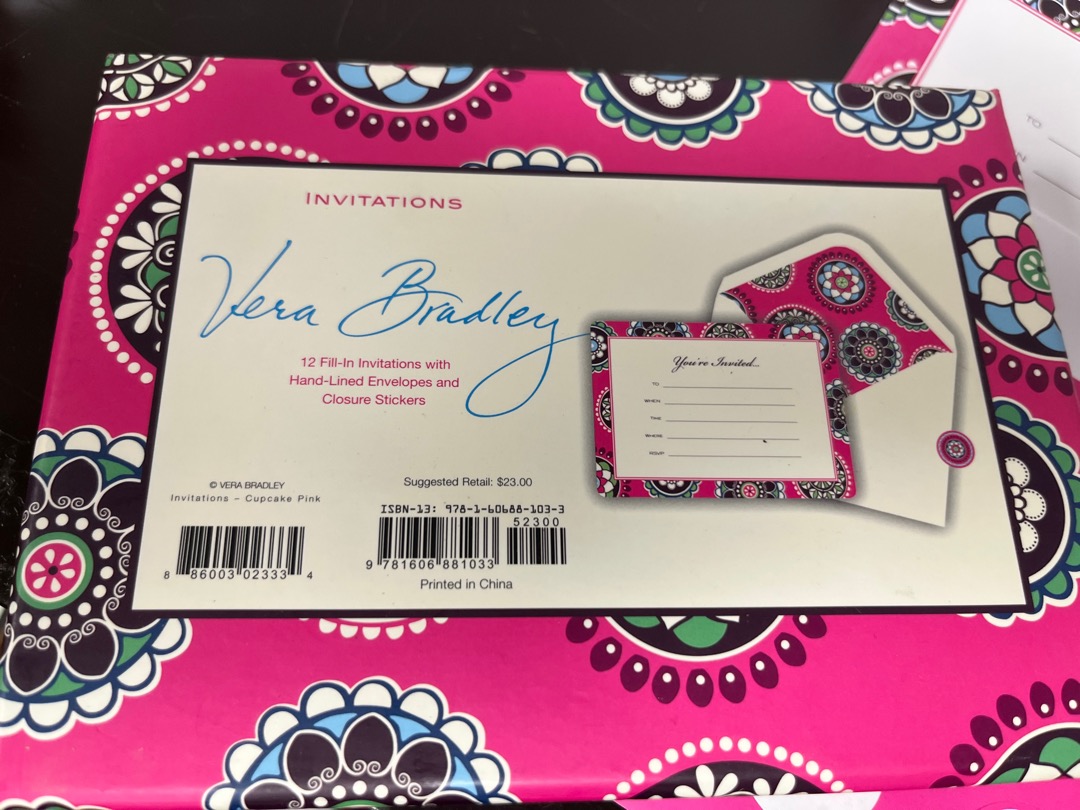 INVITATIONS
Vera Bradley
12 Fill-In Invitations with
Hand-Lined Envelopes and
Closure Stickers
You're Invited...
TO
WHEN
TIME
WHERE
RSVP
© VERA BRADLEY
Invitations – Cupcake Pink
8 86003 02333 4
Suggested Retail: $23.00
ISBN-13: 978-1-60688-103-3
52300
9 781606 881033
Printed in China
TO